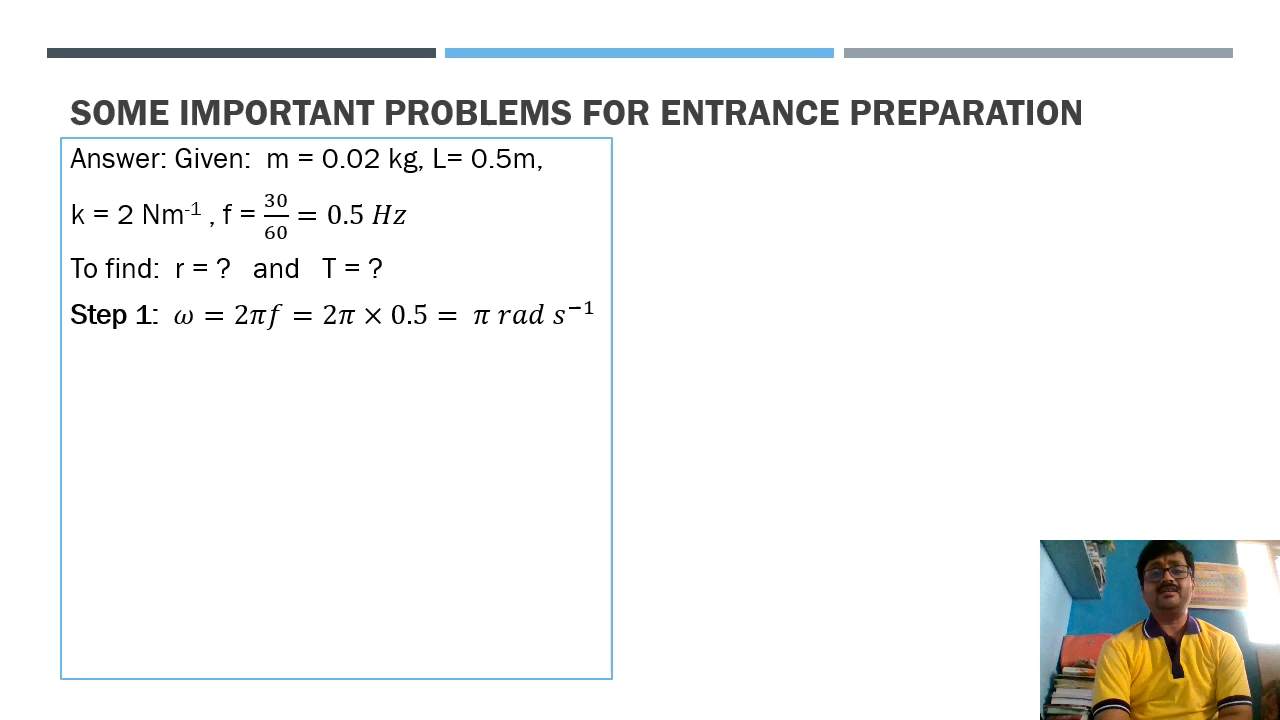 SOME IMPORTANT PROBLEMS FOR ENTRANCE PREPARATION
Answer: Given: m = 0.02 kg, L= 0.5m,
k = 2 Nm⁻¹ , f = 30/60 = 0.5 Hz
To find: r = ? and T = ?
Step 1: ω = 2πf = 2π × 0.5 = π rad s⁻¹